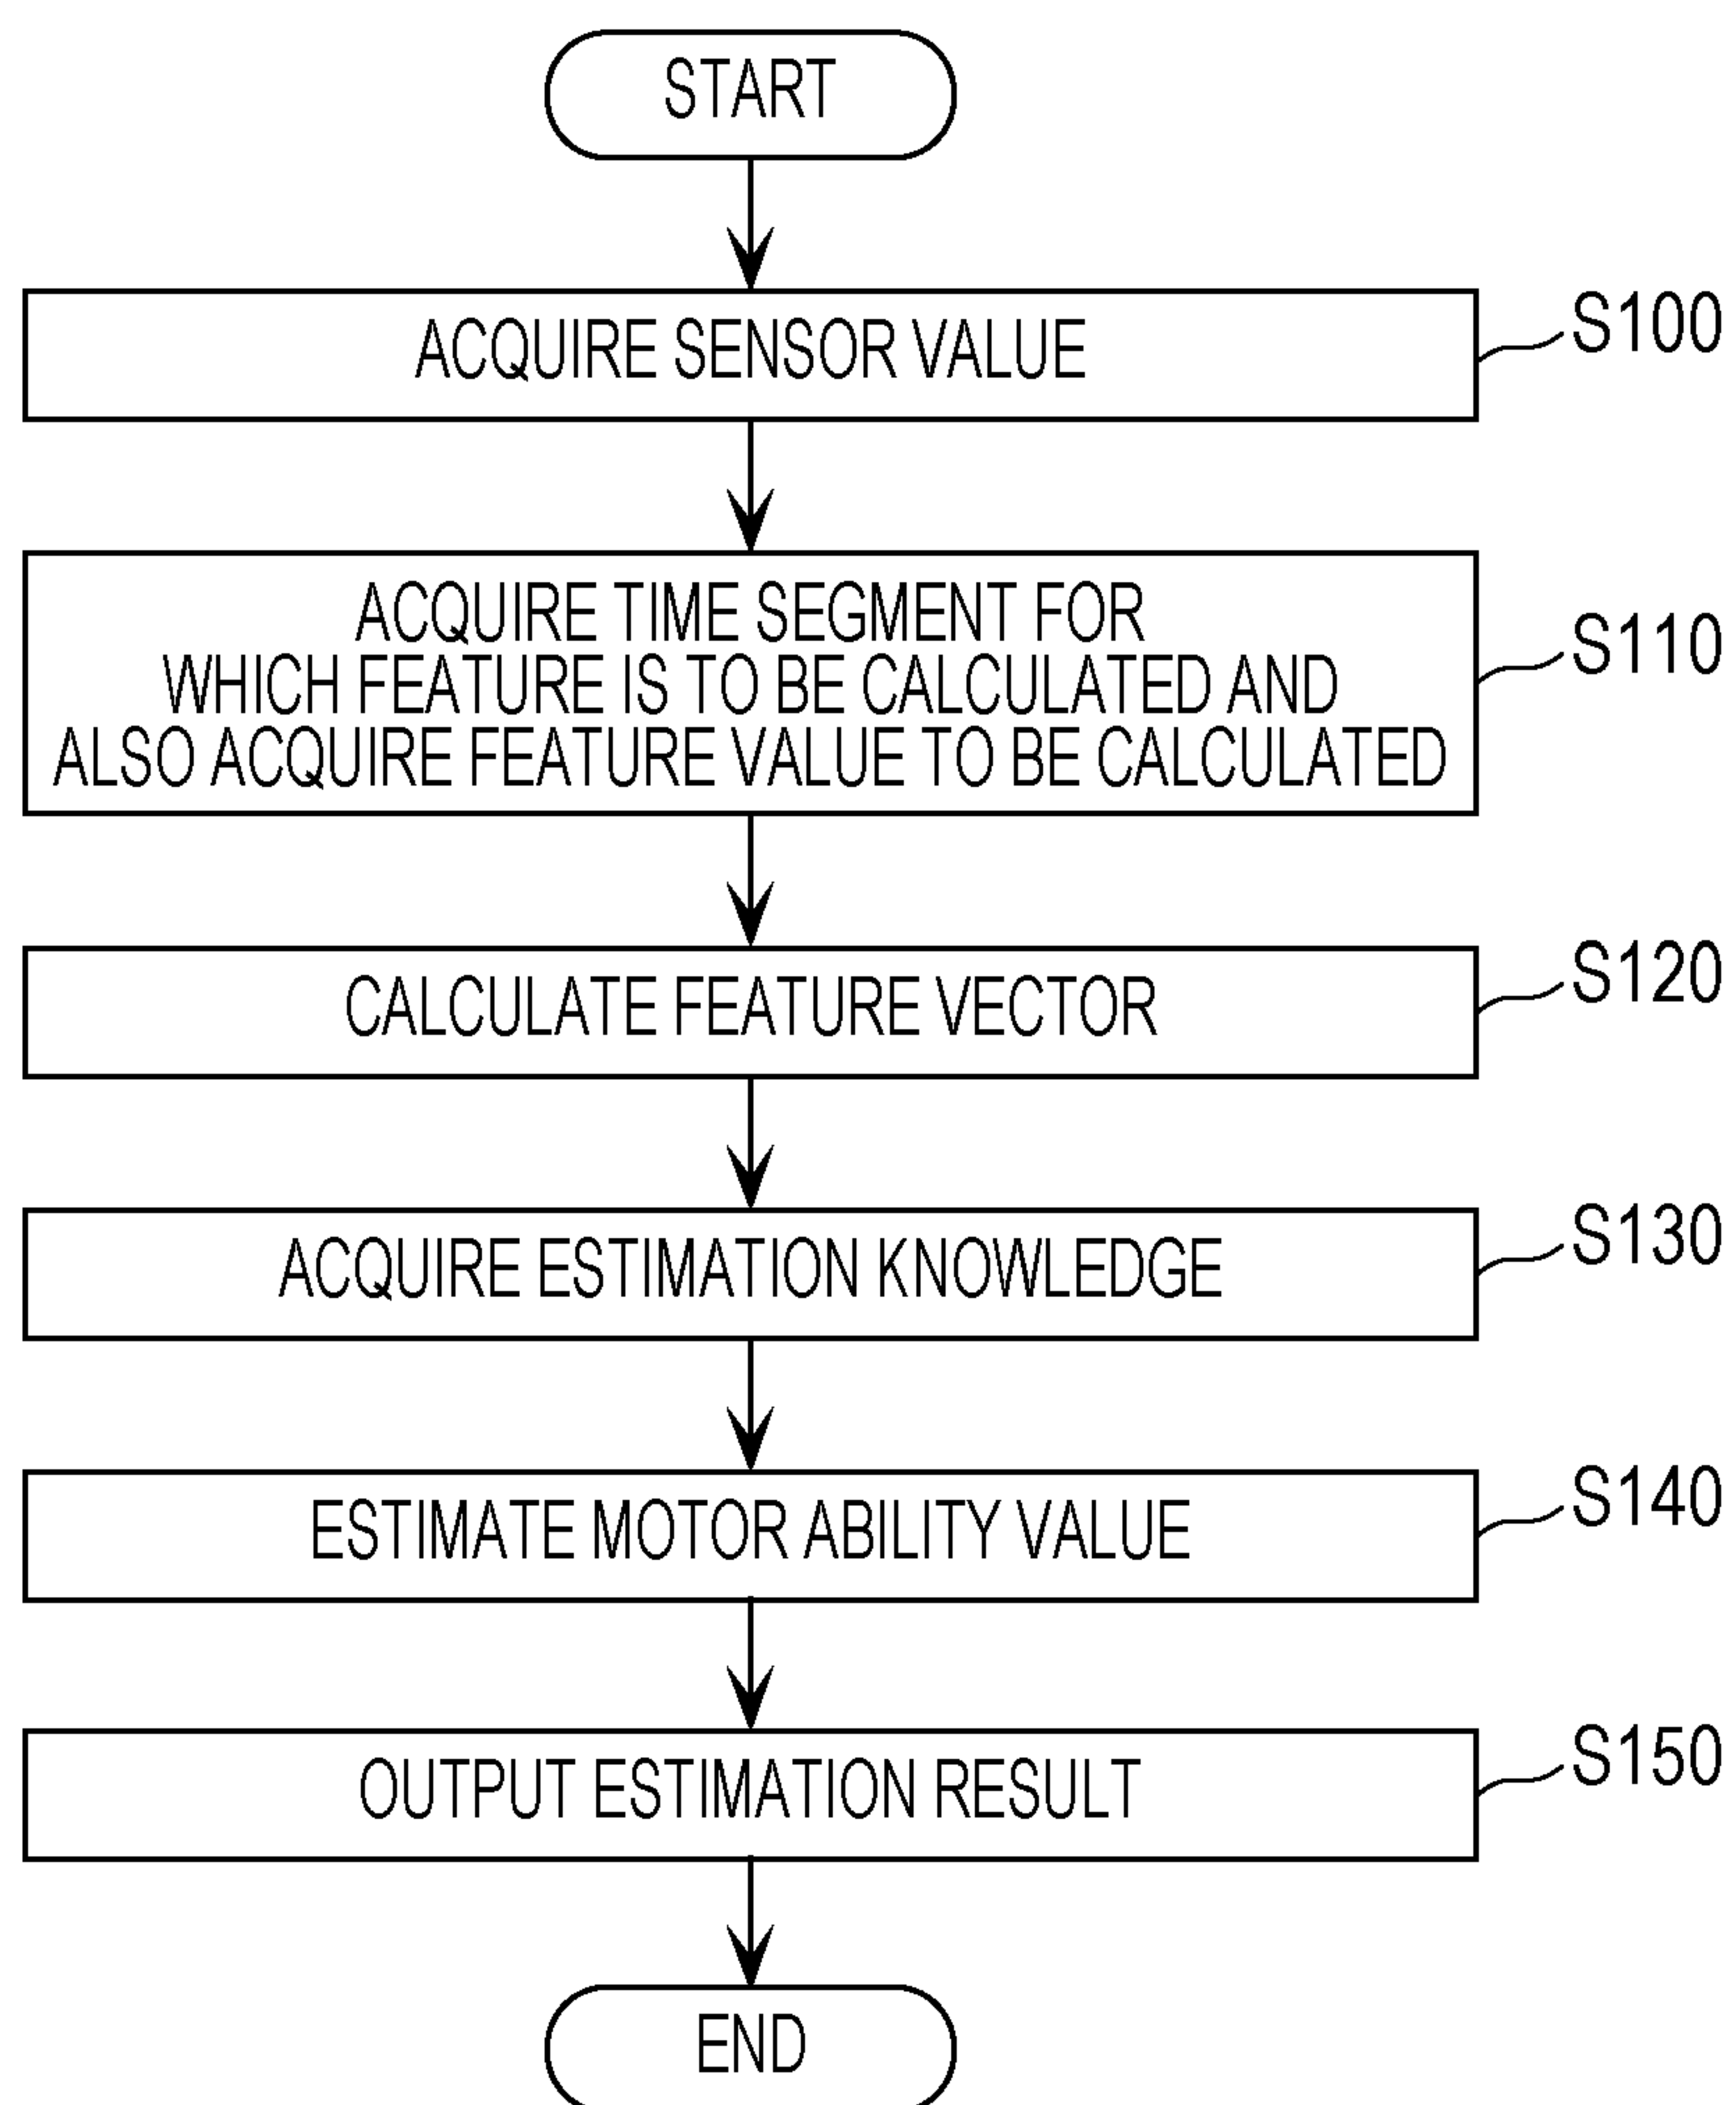 START
ACQUIRE SENSOR VALUE
S100
ACQUIRE TIME SEGMENT FOR
WHICH FEATURE IS TO BE CALCULATED AND
ALSO ACQUIRE FEATURE VALUE TO BE CALCULATED
S110
CALCULATE FEATURE VECTOR
S120
ACQUIRE ESTIMATION KNOWLEDGE
S130
ESTIMATE MOTOR ABILITY VALUE
S140
OUTPUT ESTIMATION RESULT
S150
END